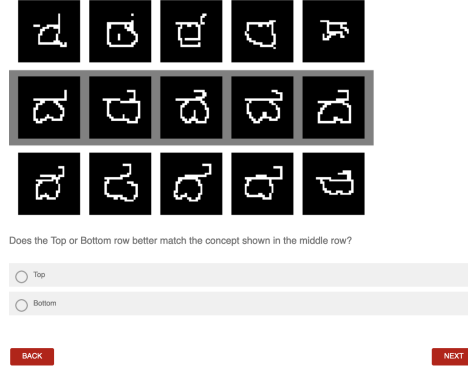 Does the Top or Bottom row better match the concept shown in the middle row?
Top
Bottom
BACK
NEXT